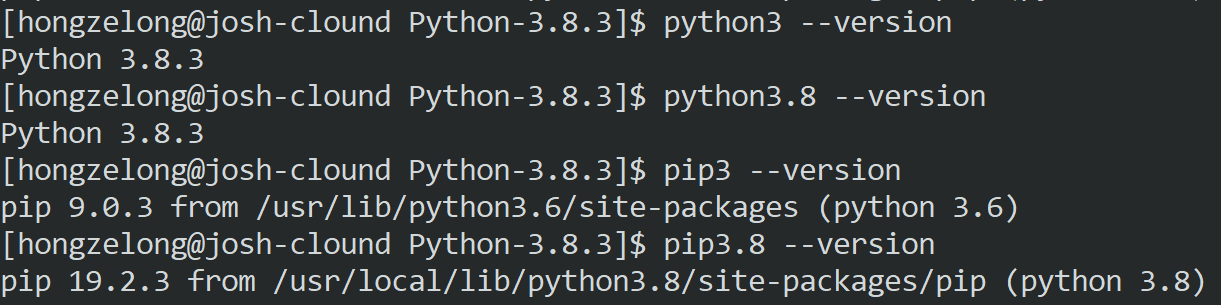 [hongzelong@josh-clound Python-3.8.3]$ python3 --version
Python 3.8.3
[hongzelong@josh-clound Python-3.8.3]$ python3.8 --version
Python 3.8.3
[hongzelong@josh-clound Python-3.8.3]$ pip3 --version
pip 9.0.3 from /usr/lib/python3.6/site-packages (python 3.6)
[hongzelong@josh-clound Python-3.8.3]$ pip3.8 --version
pip 19.2.3 from /usr/local/lib/python3.8/site-packages/pip (python 3.8)